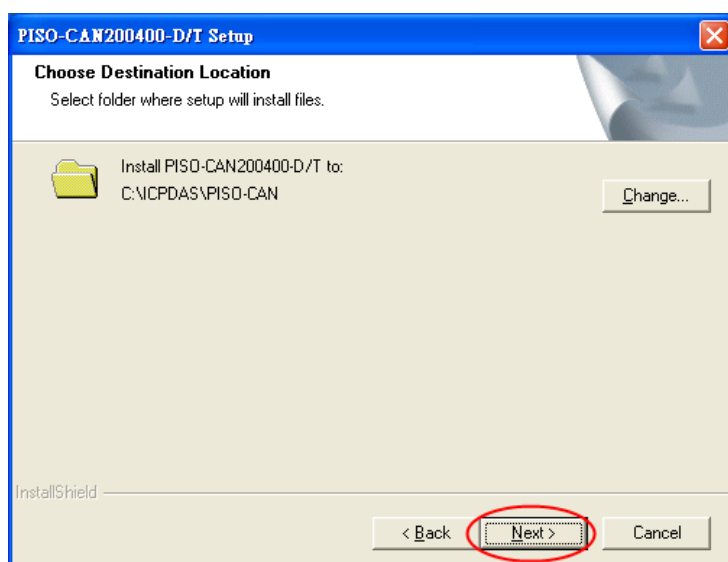 PISO-CAN200400-D/T Setup
Choose Destination Location
Select folder where setup will install files.
Install PISO-CAN200400-D/T to:
C:\ICPDAS\PISO-CAN
Change...
InstallShield
< Back
Next >
Cancel